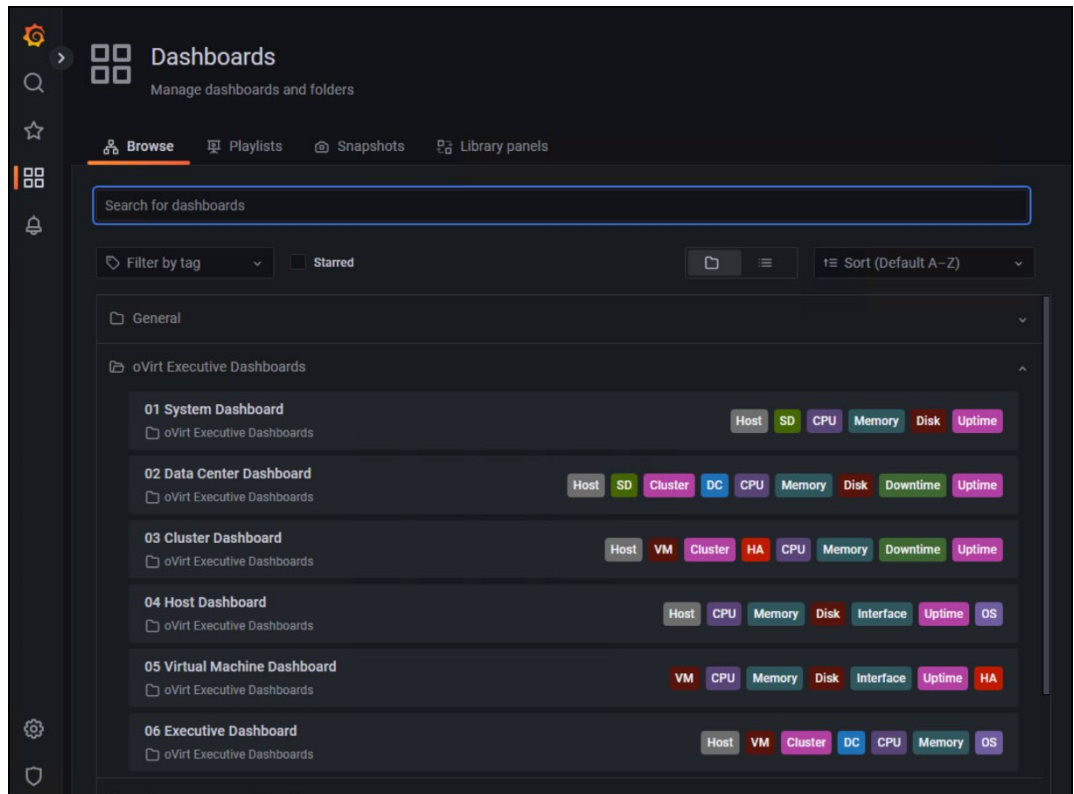 Dashboards
Manage dashboards and folders
Browse Playlists Snapshots Library panels
Search for dashboards
Filter by tag Starred Sort (Default A–Z)
General
oVirt Executive Dashboards
01 System Dashboard
oVirt Executive Dashboards
Host SD CPU Memory Disk Uptime
02 Data Center Dashboard
oVirt Executive Dashboards
Host SD Cluster DC CPU Memory Disk Downtime Uptime
03 Cluster Dashboard
oVirt Executive Dashboards
Host VM Cluster HA CPU Memory Downtime Uptime
04 Host Dashboard
oVirt Executive Dashboards
Host CPU Memory Disk Interface Uptime OS
05 Virtual Machine Dashboard
oVirt Executive Dashboards
VM CPU Memory Disk Interface Uptime HA
06 Executive Dashboard
oVirt Executive Dashboards
Host VM Cluster DC CPU Memory OS